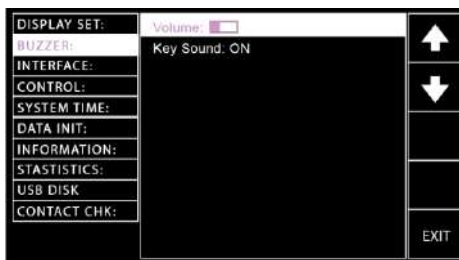 DISPLAY SET:
BUZZER:
INTERFACE:
CONTROL:
SYSTEM TIME:
DATA INIT:
INFORMATION:
STASTISTICS:
USB DISK
CONTACT CHK:
Volume:
Key Sound: ON
EXIT